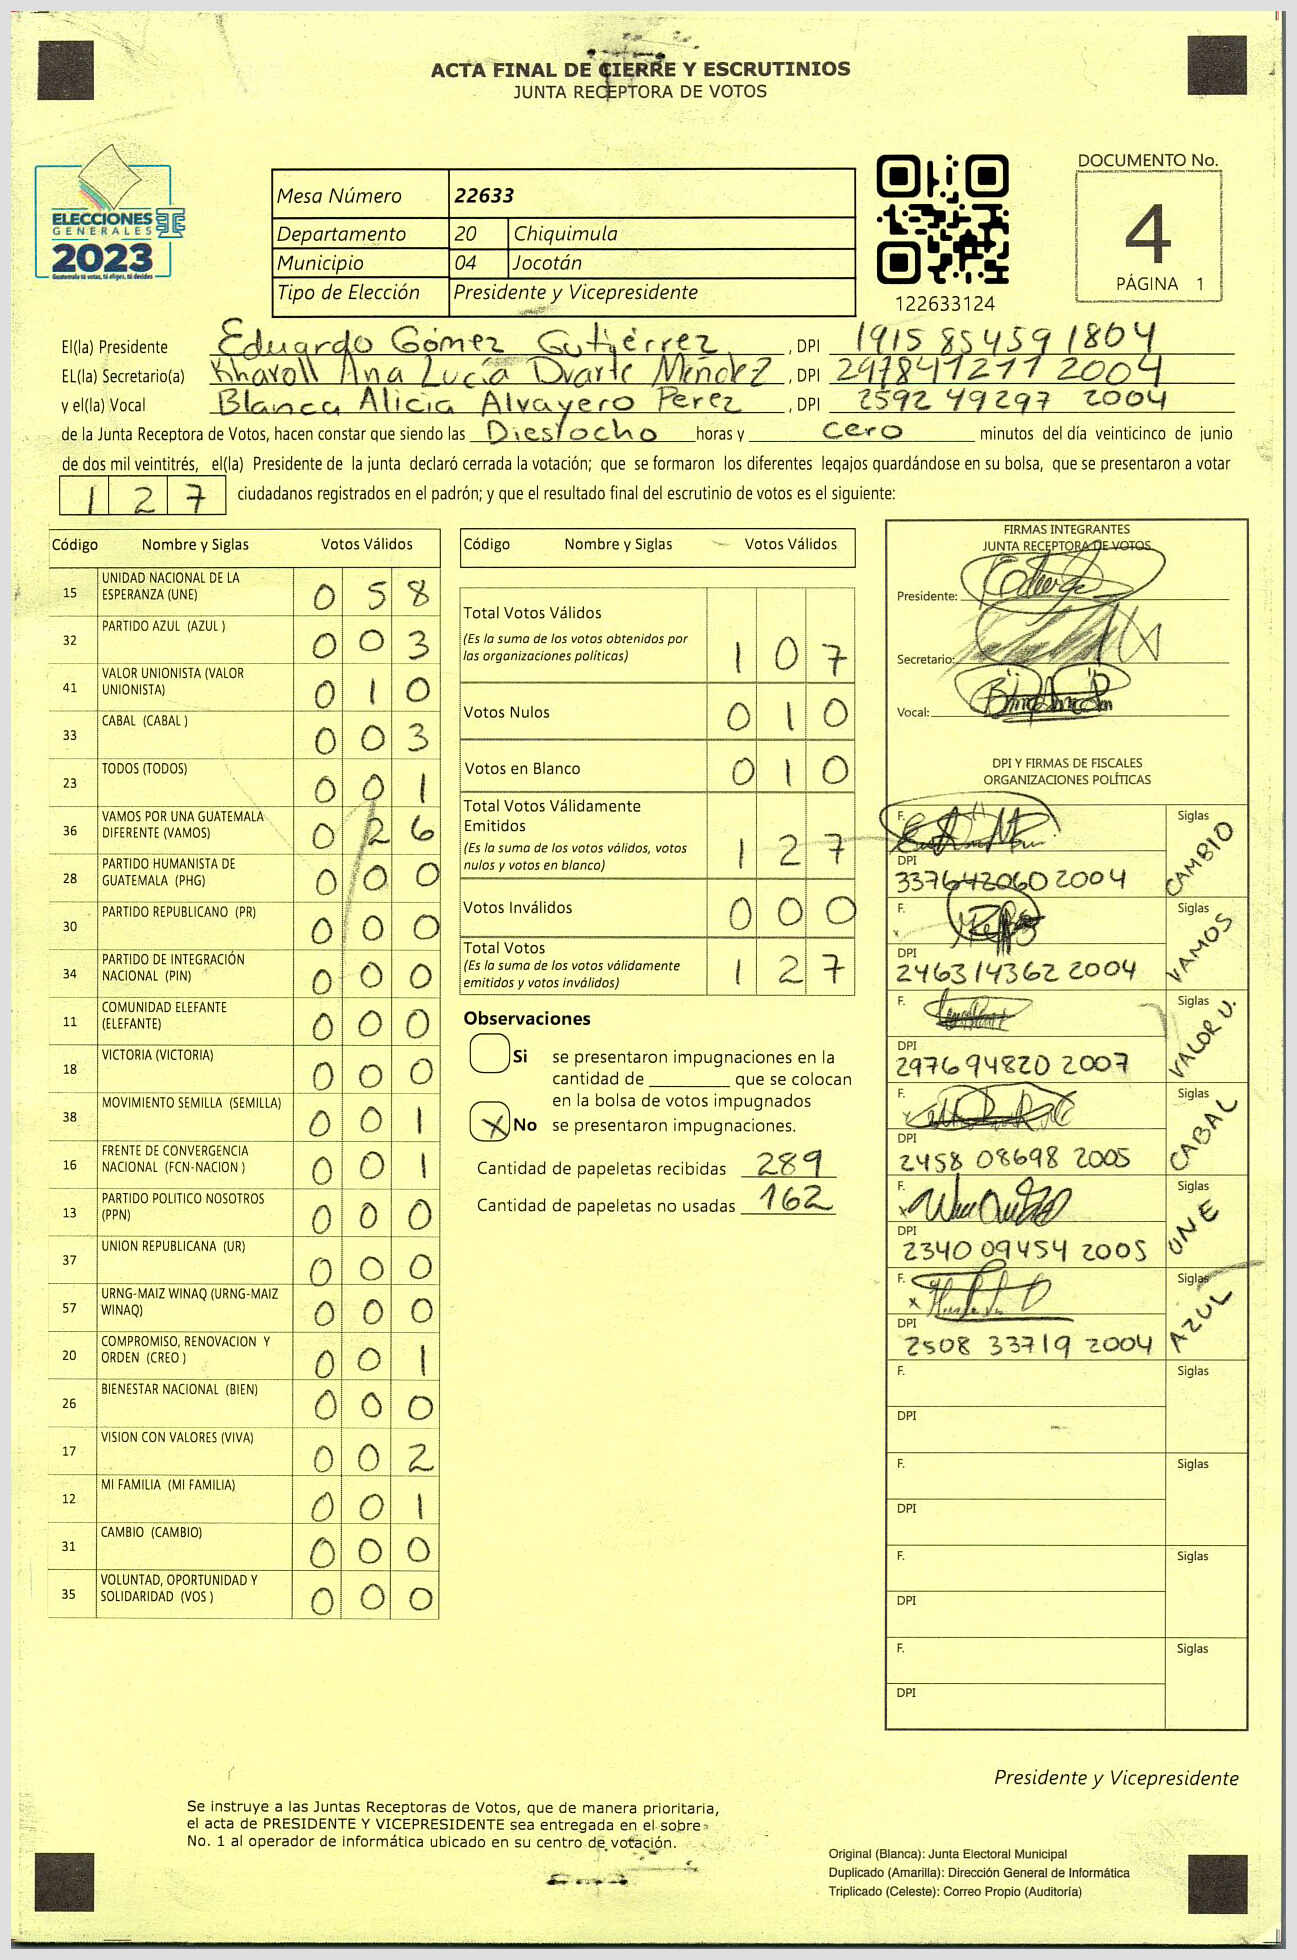 ACTA FINAL DE CIERRE Y ESCRUTINIOS
JUNTA RECEPTORA DE VOTOS
ELECCIONES
GENERALES
2023
Guatemala tú votas, tú eliges, tú decides
Mesa Número 22633
Departamento 20 Chiquimula
Municipio 04 Jocotán
Tipo de Elección Presidente y Vicepresidente
122633124
DOCUMENTO No.
4
PÁGINA 1
El(la) Presidente Eduardo Gómez Gutiérrez , DPI 1915 85459 1804
EL(la) Secretario(a) Kharoll Ana Lucía Duarte Méndez , DPI 297841211 2004
y el(la) Vocal Blanca Alicia Alvayero Perez , DPI 2592 49297 2004
de la Junta Receptora de Votos, hacen constar que siendo las Diesiocho horas y cero minutos del día veinticinco de junio
de dos mil veintitrés, el(la) Presidente de la junta declaró cerrada la votación; que se formaron los diferentes legajos guardándose en su bolsa, que se presentaron a votar
1 2 7 ciudadanos registrados en el padrón; y que el resultado final del escrutinio de votos es el siguiente:
Código Nombre y Siglas Votos Válidos
15 UNIDAD NACIONAL DE LA
ESPERANZA (UNE) 0 5 8
32 PARTIDO AZUL (AZUL ) 0 0 3
41 VALOR UNIONISTA (VALOR
UNIONISTA) 0 1 0
33 CABAL (CABAL ) 0 0 3
23 TODOS (TODOS) 0 0 1
36 VAMOS POR UNA GUATEMALA
DIFERENTE (VAMOS) 0 2 6
28 PARTIDO HUMANISTA DE
GUATEMALA (PHG) 0 0 0
30 PARTIDO REPUBLICANO (PR) 0 0 0
34 PARTIDO DE INTEGRACIÓN
NACIONAL (PIN) 0 0 0
11 COMUNIDAD ELEFANTE
(ELEFANTE) 0 0 0
18 VICTORIA (VICTORIA) 0 0 0
38 MOVIMIENTO SEMILLA (SEMILLA) 0 0 1
16 FRENTE DE CONVERGENCIA
NACIONAL (FCN-NACION ) 0 0 1
13 PARTIDO POLITICO NOSOTROS
(PPN) 0 0 0
37 UNION REPUBLICANA (UR) 0 0 0
57 URNG-MAIZ WINAQ (URNG-MAIZ
WINAQ) 0 0 0
20 COMPROMISO, RENOVACION Y
ORDEN (CREO ) 0 0 1
26 BIENESTAR NACIONAL (BIEN) 0 0 0
17 VISION CON VALORES (VIVA) 0 0 2
12 MI FAMILIA (MI FAMILIA) 0 0 1
31 CAMBIO (CAMBIO) 0 0 0
35 VOLUNTAD, OPORTUNIDAD Y
SOLIDARIDAD (VOS ) 0 0 0
Código Nombre y Siglas Votos Válidos
Total Votos Válidos
(Es la suma de los votos obtenidos por
las organizaciones políticas) 1 0 7
Votos Nulos 0 1 0
Votos en Blanco 0 1 0
Total Votos Válidamente
Emitidos
(Es la suma de los votos válidos, votos
nulos y votos en blanco) 1 2 7
Votos Inválidos 0 0 0
Total Votos
(Es la suma de los votos válidamente
emitidos y votos inválidos) 1 2 7
Observaciones
Si se presentaron impugnaciones en la
cantidad de ________ que se colocan
en la bolsa de votos impugnados
X No se presentaron impugnaciones.
Cantidad de papeletas recibidas 289
Cantidad de papeletas no usadas 162
FIRMAS INTEGRANTES
JUNTA RECEPTORA DE VOTOS
Presidente:
Secretario:
Vocal:
DPI Y FIRMAS DE FISCALES
ORGANIZACIONES POLÍTICAS
F. Siglas CAMBIO
DPI
337642060 2004
F. Siglas VAMOS
DPI
246314362 2004
F. Siglas VALOR U.
DPI
297694820 2007
F. Siglas CABAL
DPI
2458 08698 2005
F. Siglas UNE
DPI
2340 09454 2005
F. Siglas AZUL
DPI
2508 33719 2004
F. Siglas
DPI
F. Siglas
DPI
F. Siglas
DPI
F. Siglas
DPI
Presidente y Vicepresidente
Se instruye a las Juntas Receptoras de Votos, que de manera prioritaria,
el acta de PRESIDENTE Y VICEPRESIDENTE sea entregada en el sobre
No. 1 al operador de informática ubicado en su centro de votación.
Original (Blanca): Junta Electoral Municipal
Duplicado (Amarilla): Dirección General de Informática
Triplicado (Celeste): Correo Propio (Auditoría)